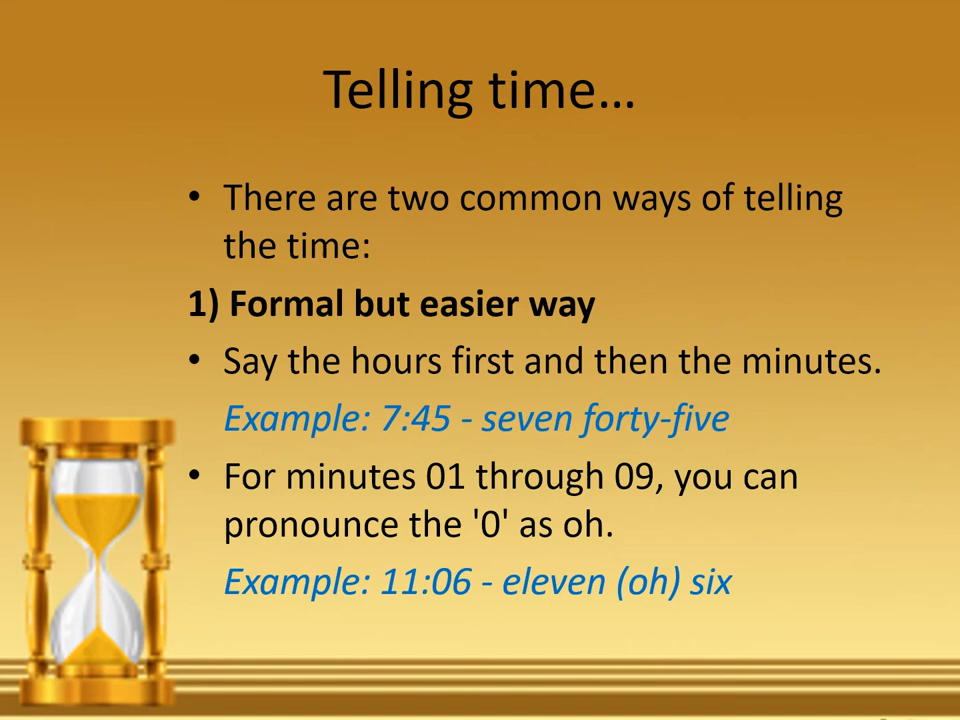 Telling time…
• There are two common ways of telling
the time:
1) Formal but easier way
• Say the hours first and then the minutes.
Example: 7:45 - seven forty-five
• For minutes 01 through 09, you can
pronounce the '0' as oh.
Example: 11:06 - eleven (oh) six